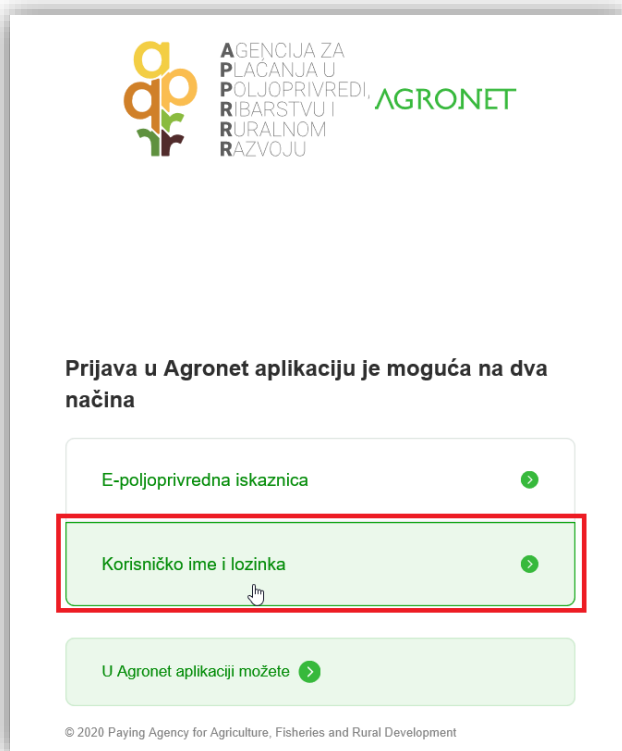 AGENCIJA ZA
PLAĆANJA U
POLJOPRIVREDI,
RIBARSTVU I
RURALNOM
RAZVOJU
AGRONET
Prijava u Agronet aplikaciju je moguća na dva
načina
E-poljoprivredna iskaznica
Korisničko ime i lozinka
U Agronet aplikaciji možete
© 2020 Paying Agency for Agriculture, Fisheries and Rural Development